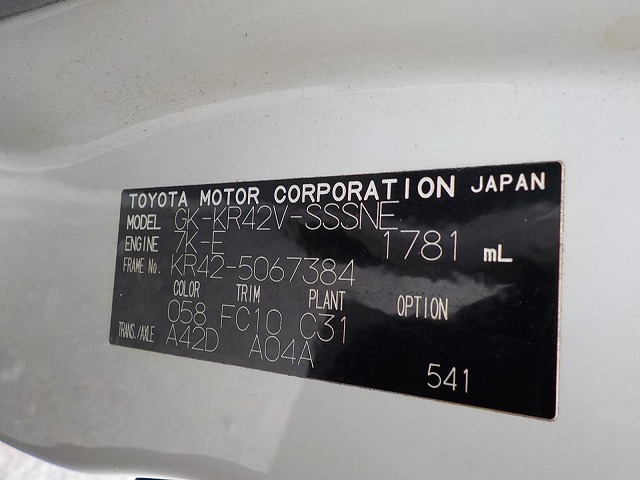 TOYOTA MOTOR CORPORATION JAPAN
MODEL GK-KR42V-SSSNE
ENGINE 7K-E 1781 mL
FRAME No. KR42-5067384
COLOR TRIM PLANT OPTION
058 FC10 C31
TRANS./AXLE A42D A04A
541